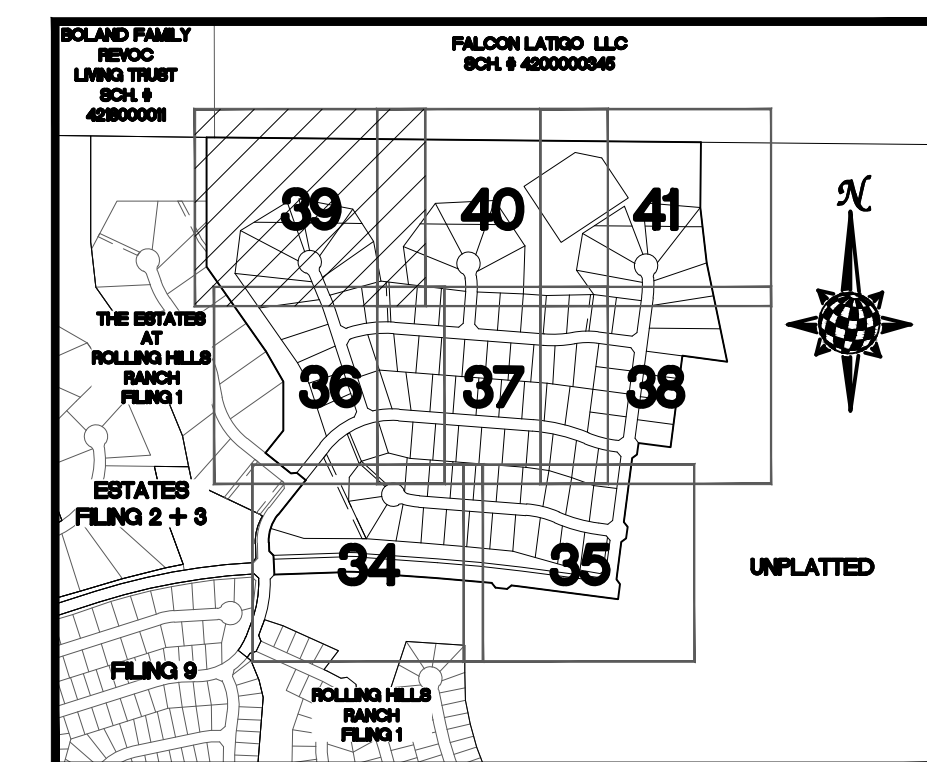 BOLAND FAMILY
REVOC
LIVING TRUST
SCH. #
4218000011
FALCON LATIGO LLC
SCH. # 4200000345
N
39
40
41
THE ESTATES
AT
ROLLING HILLS
RANCH
FILING 1
36
37
38
ESTATES
FILING 2 + 3
34
35
UNPLATTED
FILING 9
ROLLING HILLS
RANCH
FILING 1